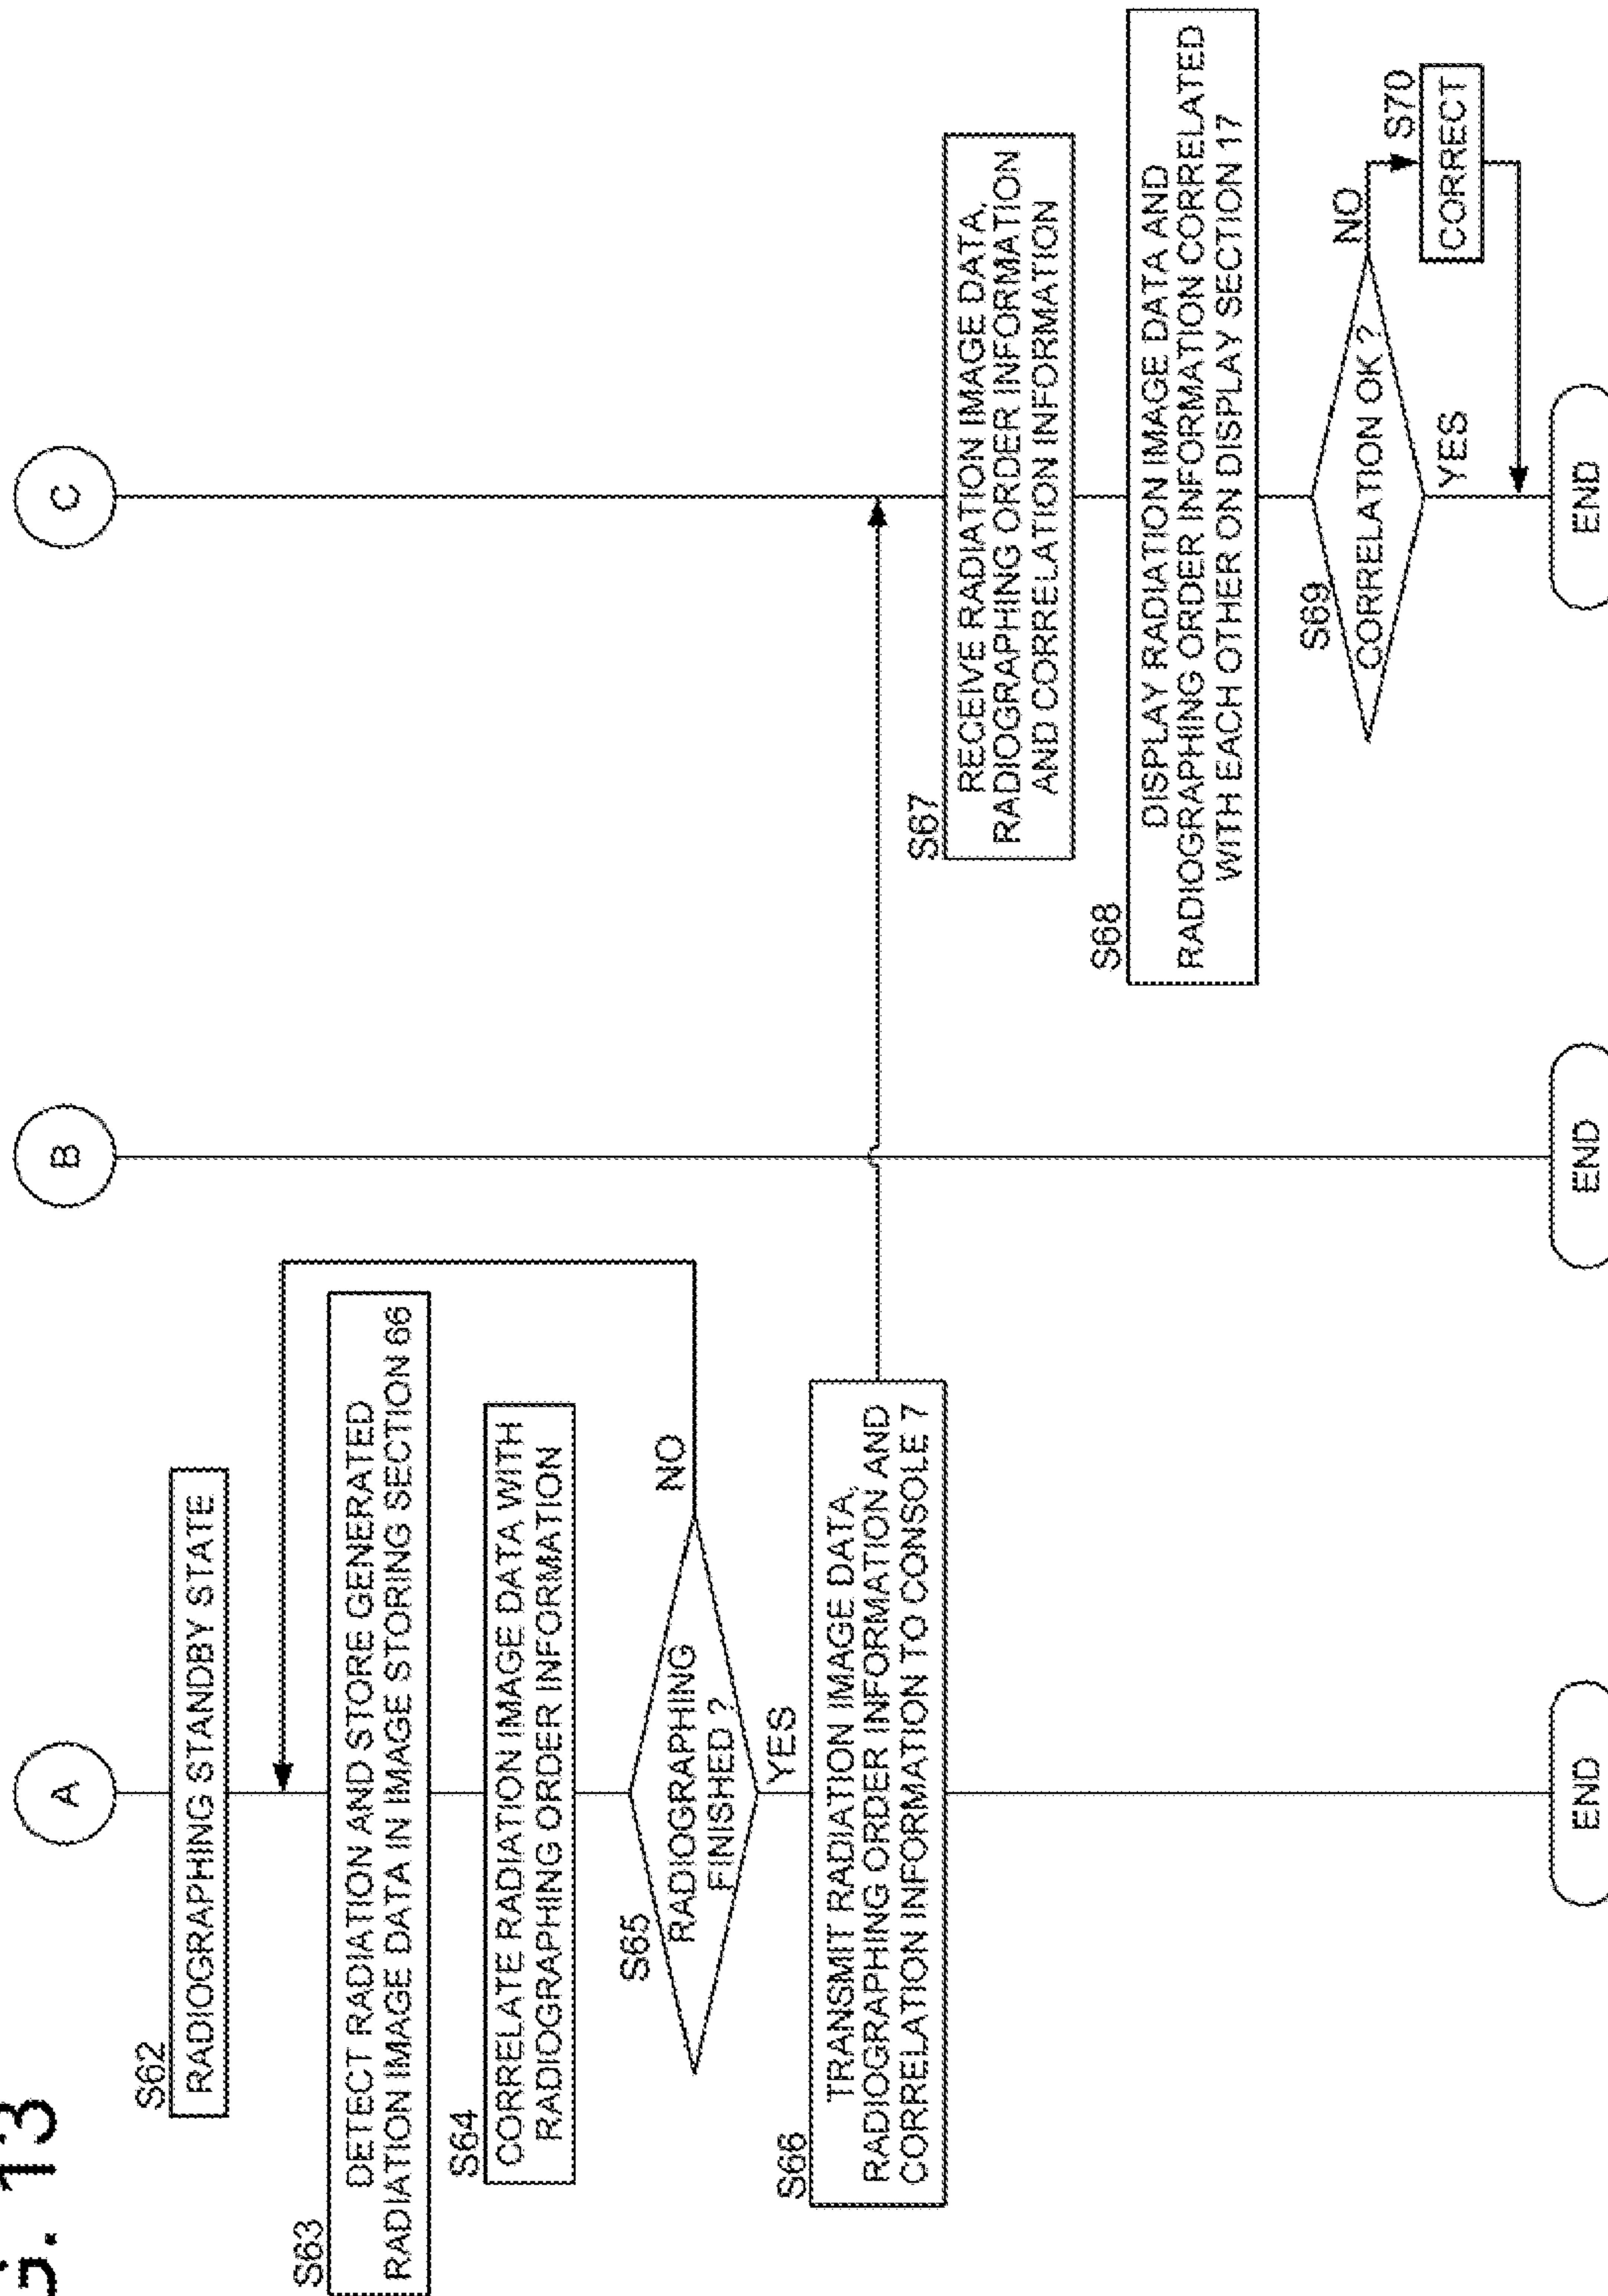 G. 13
A
B
C
S62
RADIOGRAPHING STANDBY STATE
S63
DETECT RADIATION AND STORE GENERATED
RADIATION IMAGE DATA IN IMAGE STORING SECTION 66
S64
CORRELATE RADIATION IMAGE DATA WITH
RADIOGRAPHING ORDER INFORMATION
S65
RADIOGRAPHING
FINISHED ?
NO
YES
S66
TRANSMIT RADIATION IMAGE DATA,
RADIOGRAPHING ORDER INFORMATION AND
CORRELATION INFORMATION TO CONSOLE 7
S67
RECEIVE RADIATION IMAGE DATA,
RADIOGRAPHING ORDER INFORMATION
AND CORRELATION INFORMATION
S68
DISPLAY RADIATION IMAGE DATA AND
RADIOGRAPHING ORDER INFORMATION CORRELATED
WITH EACH OTHER ON DISPLAY SECTION 17
S69
CORRELATION OK ?
NO
S70
CORRECT
YES
END
END
END